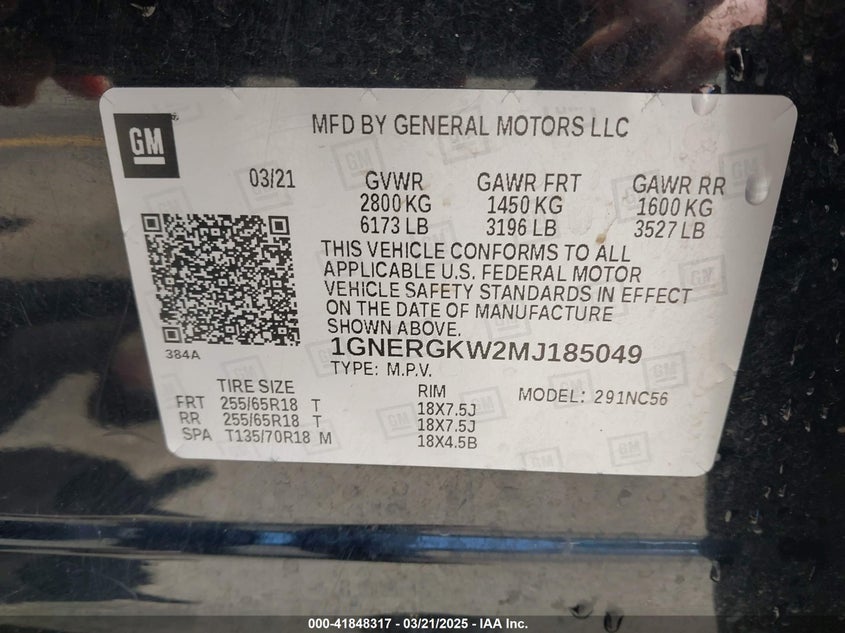 GM
MFD BY GENERAL MOTORS LLC
03/21 GVWR GAWR FRT GAWR RR
2800 KG 1450 KG 1600 KG
6173 LB 3196 LB 3527 LB
THIS VEHICLE CONFORMS TO ALL
APPLICABLE U.S. FEDERAL MOTOR
VEHICLE SAFETY STANDARDS IN EFFECT
ON THE DATE OF MANUFACTURE
SHOWN ABOVE.
384A
1GNERGKW2MJ185049
TYPE: M.P.V.
TIRE SIZE RIM MODEL: 291NC56
FRT 255/65R18 T 18X7.5J
RR 255/65R18 T 18X7.5J
SPA T135/70R18 M 18X4.5B
000-41848317 - 03/21/2025 - IAA Inc.